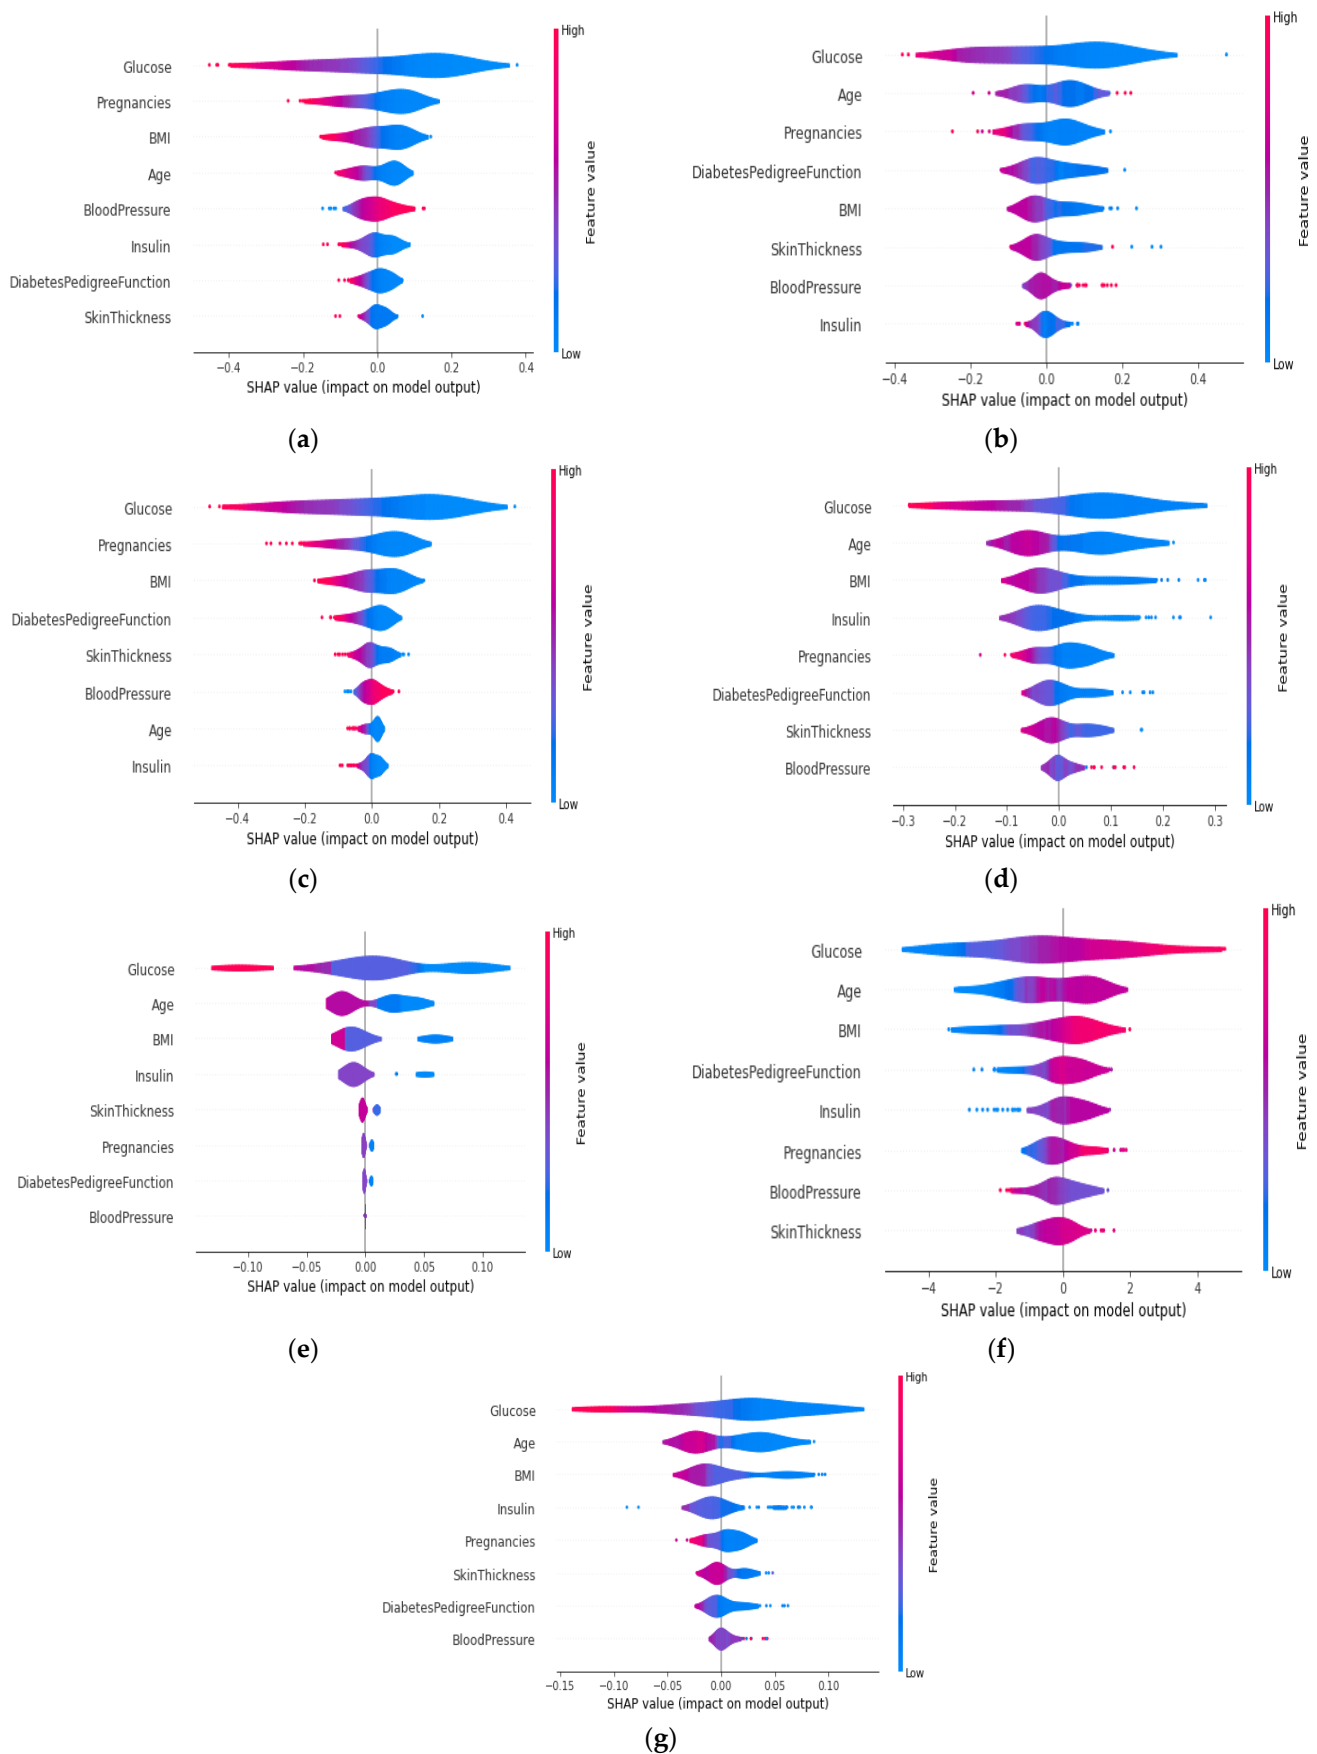 High
Glucose
Pregnancies
BMI
Age
BloodPressure
Insulin
DiabetesPedigreeFunction
SkinThickness
Feature value
Low
−0.4 −0.2 0.0 0.2 0.4
SHAP value (impact on model output)
(a)
High
Glucose
Age
Pregnancies
DiabetesPedigreeFunction
BMI
SkinThickness
BloodPressure
Insulin
Feature value
Low
−0.4 −0.2 0.0 0.2 0.4
SHAP value (impact on model output)
(b)
High
Glucose
Pregnancies
BMI
DiabetesPedigreeFunction
SkinThickness
BloodPressure
Age
Insulin
Feature value
Low
−0.4 −0.2 0.0 0.2 0.4
SHAP value (impact on model output)
(c)
High
Glucose
Age
BMI
Insulin
Pregnancies
DiabetesPedigreeFunction
SkinThickness
BloodPressure
Feature value
Low
−0.3 −0.2 −0.1 0.0 0.1 0.2 0.3
SHAP value (impact on model output)
(d)
High
Glucose
Age
BMI
Insulin
SkinThickness
Pregnancies
DiabetesPedigreeFunction
BloodPressure
Feature value
Low
−0.10 −0.05 0.00 0.05 0.10
SHAP value (impact on model output)
(e)
High
Glucose
Age
BMI
DiabetesPedigreeFunction
Insulin
Pregnancies
BloodPressure
SkinThickness
Feature value
Low
−4 −2 0 2 4
SHAP value (impact on model output)
(f)
High
Glucose
Age
BMI
Insulin
Pregnancies
SkinThickness
DiabetesPedigreeFunction
BloodPressure
Feature value
Low
−0.15 −0.10 −0.05 0.00 0.05 0.10
SHAP value (impact on model output)
(g)